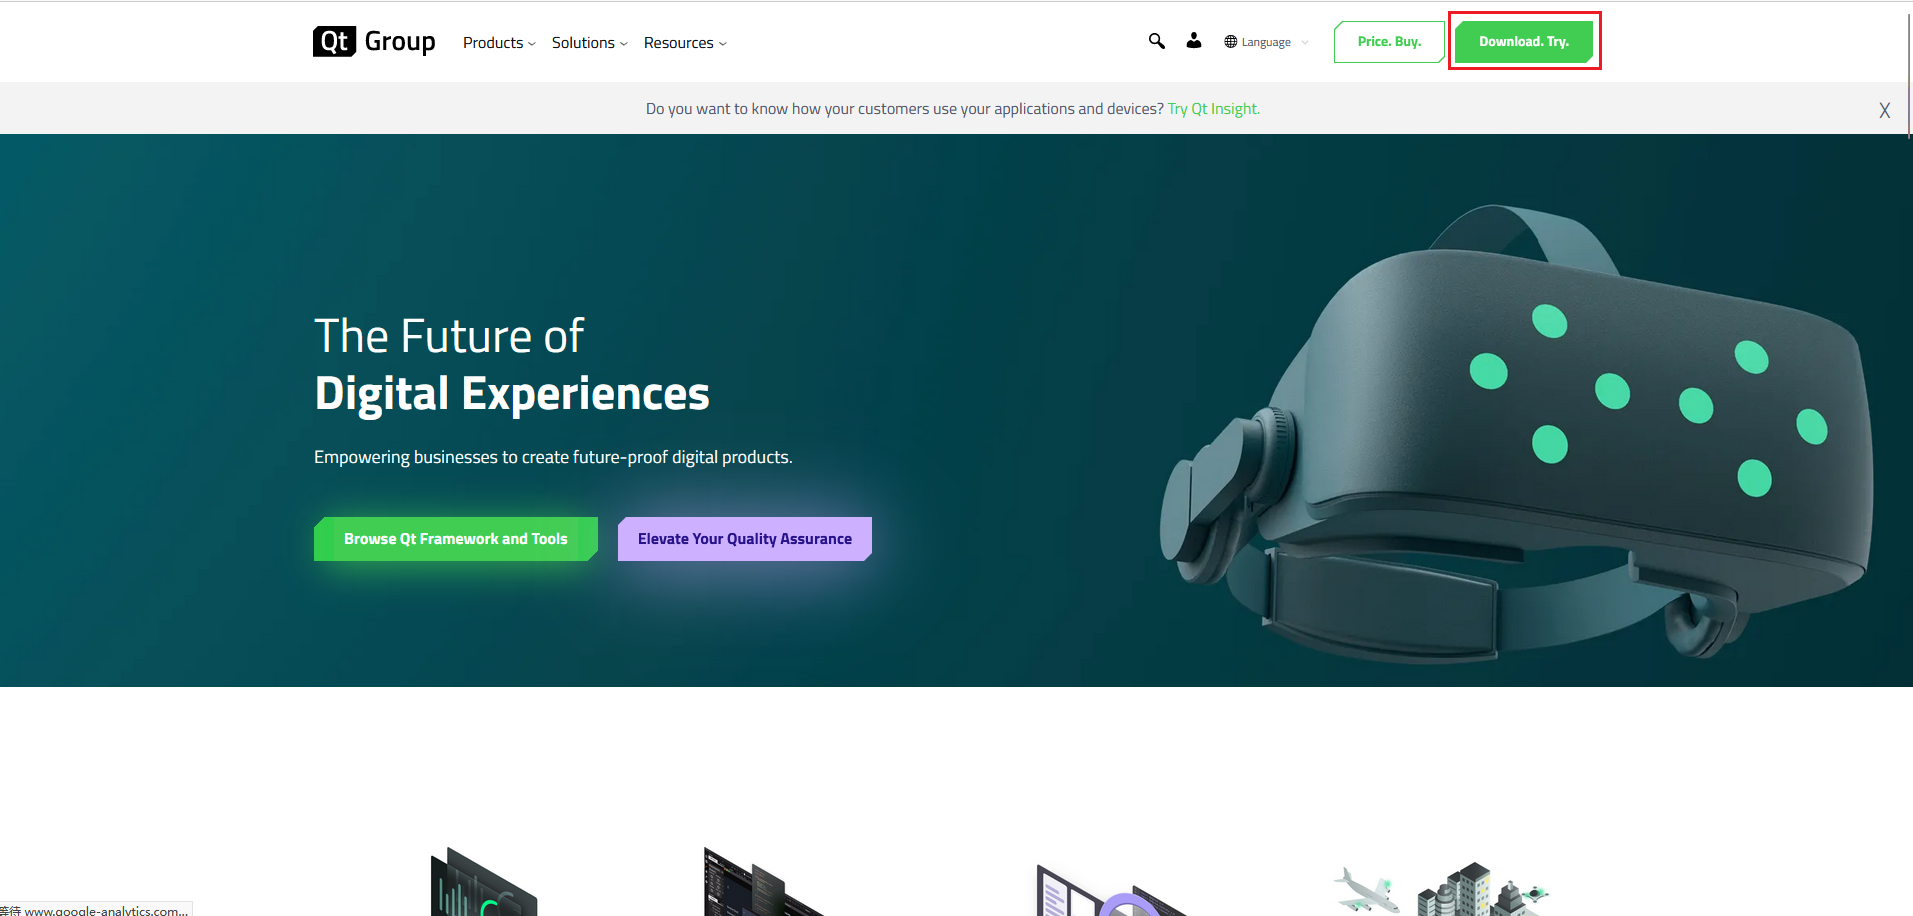 Qt Group
Products
Solutions
Resources
Language
Price. Buy.
Download. Try.
Do you want to know how your customers use your applications and devices? Try Qt Insight.
X
The Future of
Digital Experiences
Empowering businesses to create future-proof digital products.
Browse Qt Framework and Tools
Elevate Your Quality Assurance
等待 www.google-analytics.com...